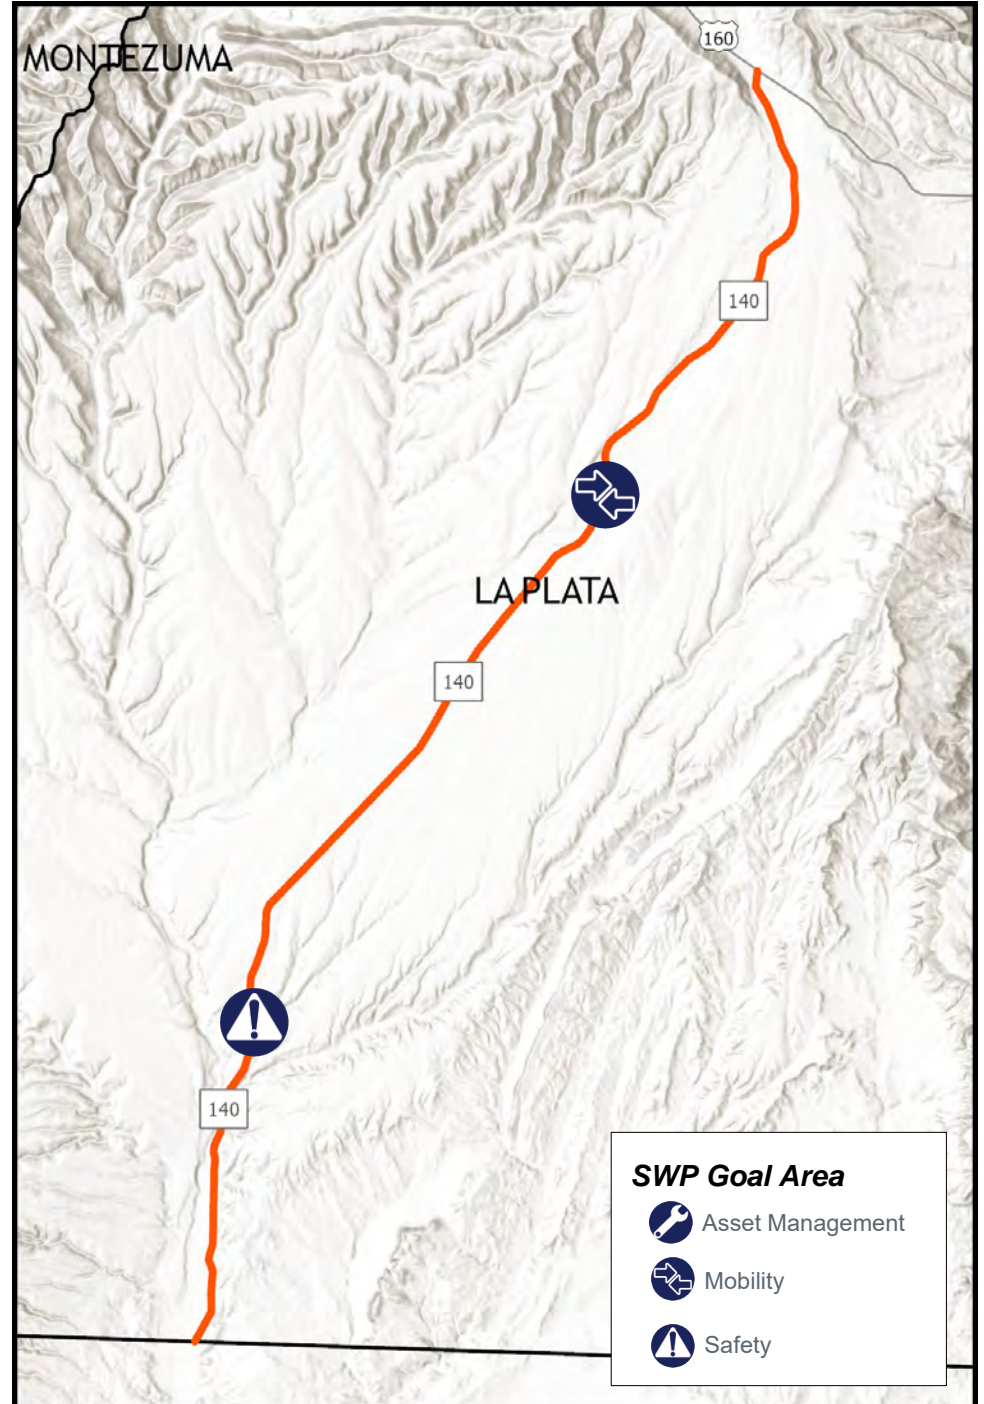 160
MONTEZUMA
140
LA PLATA
140
140
SWP Goal Area
Asset Management
Mobility
Safety